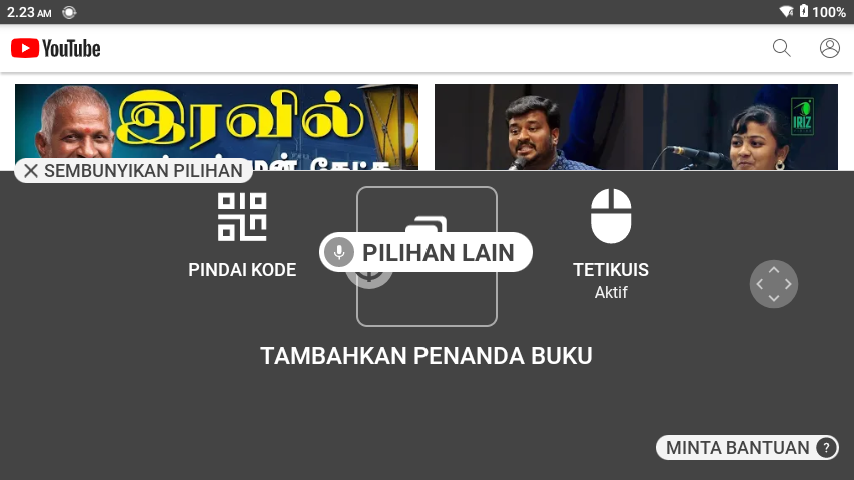 2.23 AM
100%
YouTube
இரவில்
IRIZ
SEMBUNYIKAN PILIHAN
PINDAI KODE
PILIHAN LAIN
TETIKUIS
Aktif
TAMBAHKAN PENANDA BUKU
MINTA BANTUAN ?